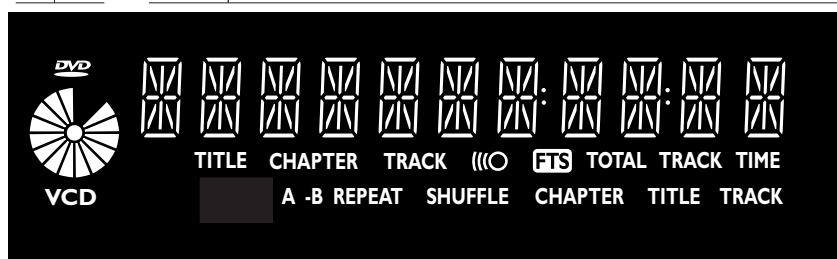 DVD
VCD
TITLE CHAPTER TRACK FTS TOTAL TRACK TIME
A -B REPEAT SHUFFLE CHAPTER TITLE TRACK